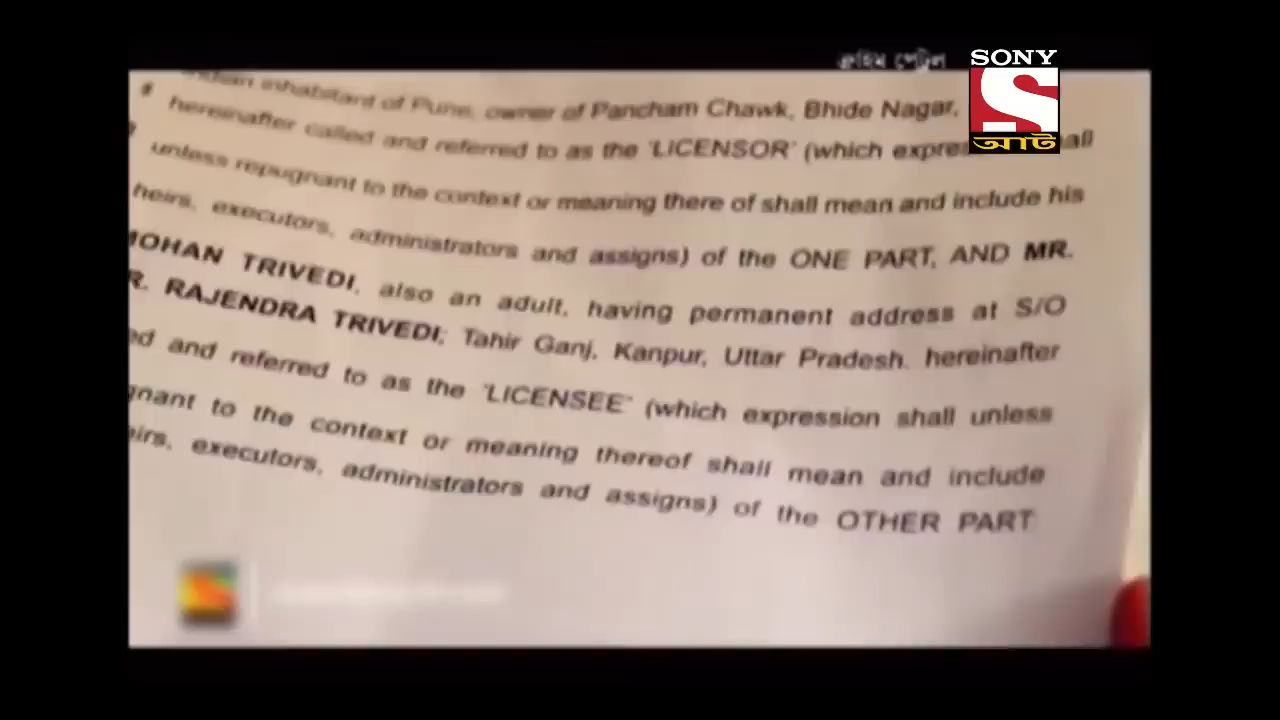 ক্রাইম পেট্রোল
SONY
S
আট
Indian inhabitant of Pune, owner of Pancham Chawk, Bhide Nagar,
hereinafter called and referred to as the 'LICENSOR' (which shall
unless repugnant to the context or meaning there of shall mean and include his
heirs, executors, administrators and assigns) of the ONE PART, AND MR.
MOHAN TRIVEDI, also an adult, having permanent address at S/O
R. RAJENDRA TRIVEDI; Tahir Ganj, Kanpur, Uttar Pradesh. hereinafter
ed and referred to as the 'LICENSEE' (which expression shall unless
gnant to the context or meaning thereof shall mean and include
eirs, executors, administrators and assigns) of the OTHER PART